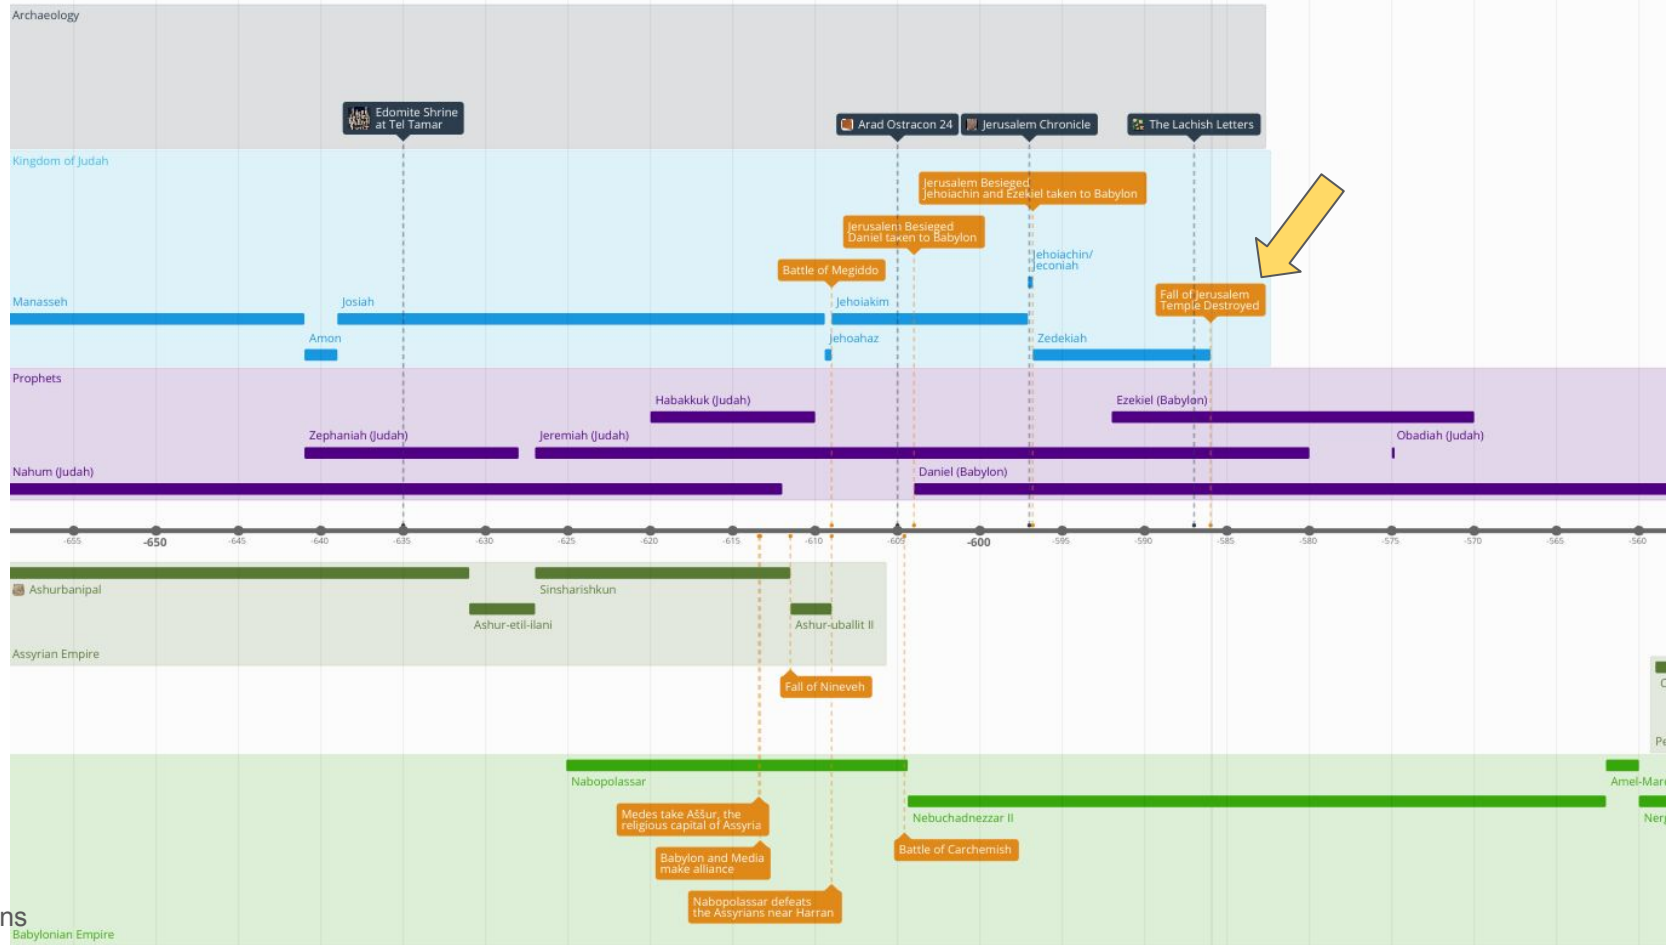 Archaeology
Edomite Shrine
at Tel Tamar
Arad Ostracon 24
Jerusalem Chronicle
The Lachish Letters
Kingdom of Judah
Jerusalem Besieged
Jehoiachin and Ezekiel taken to Babylon
Jerusalem Besieged
Daniel taken to Babylon
Battle of Megiddo
Jehoiachin/
Jeconiah
Fall of Jerusalem
Temple Destroyed
Manasseh
Josiah
Jehoiakim
Amon
Jehoahaz
Zedekiah
Prophets
Habakkuk (Judah)
Ezekiel (Babylon)
Zephaniah (Judah)
Jeremiah (Judah)
Obadiah (Judah)
Nahum (Judah)
Daniel (Babylon)
-655 -650 -645 -640 -635 -630 -625 -620 -615 -610 -605 -600 -595 -590 -585 -580 -575 -570 -565 -560
Ashurbanipal
Sinsharishkun
Ashur-etil-ilani
Ashur-uballit II
Assyrian Empire
Fall of Nineveh
C
Pe
Nabopolassar
Amel-Mar
Medes take Aššur, the
religious capital of Assyria
Nebuchadnezzar II
Nerg
Battle of Carchemish
Babylon and Media
make alliance
Nabopolassar defeats
the Assyrians near Harran
ns
Babylonian Empire